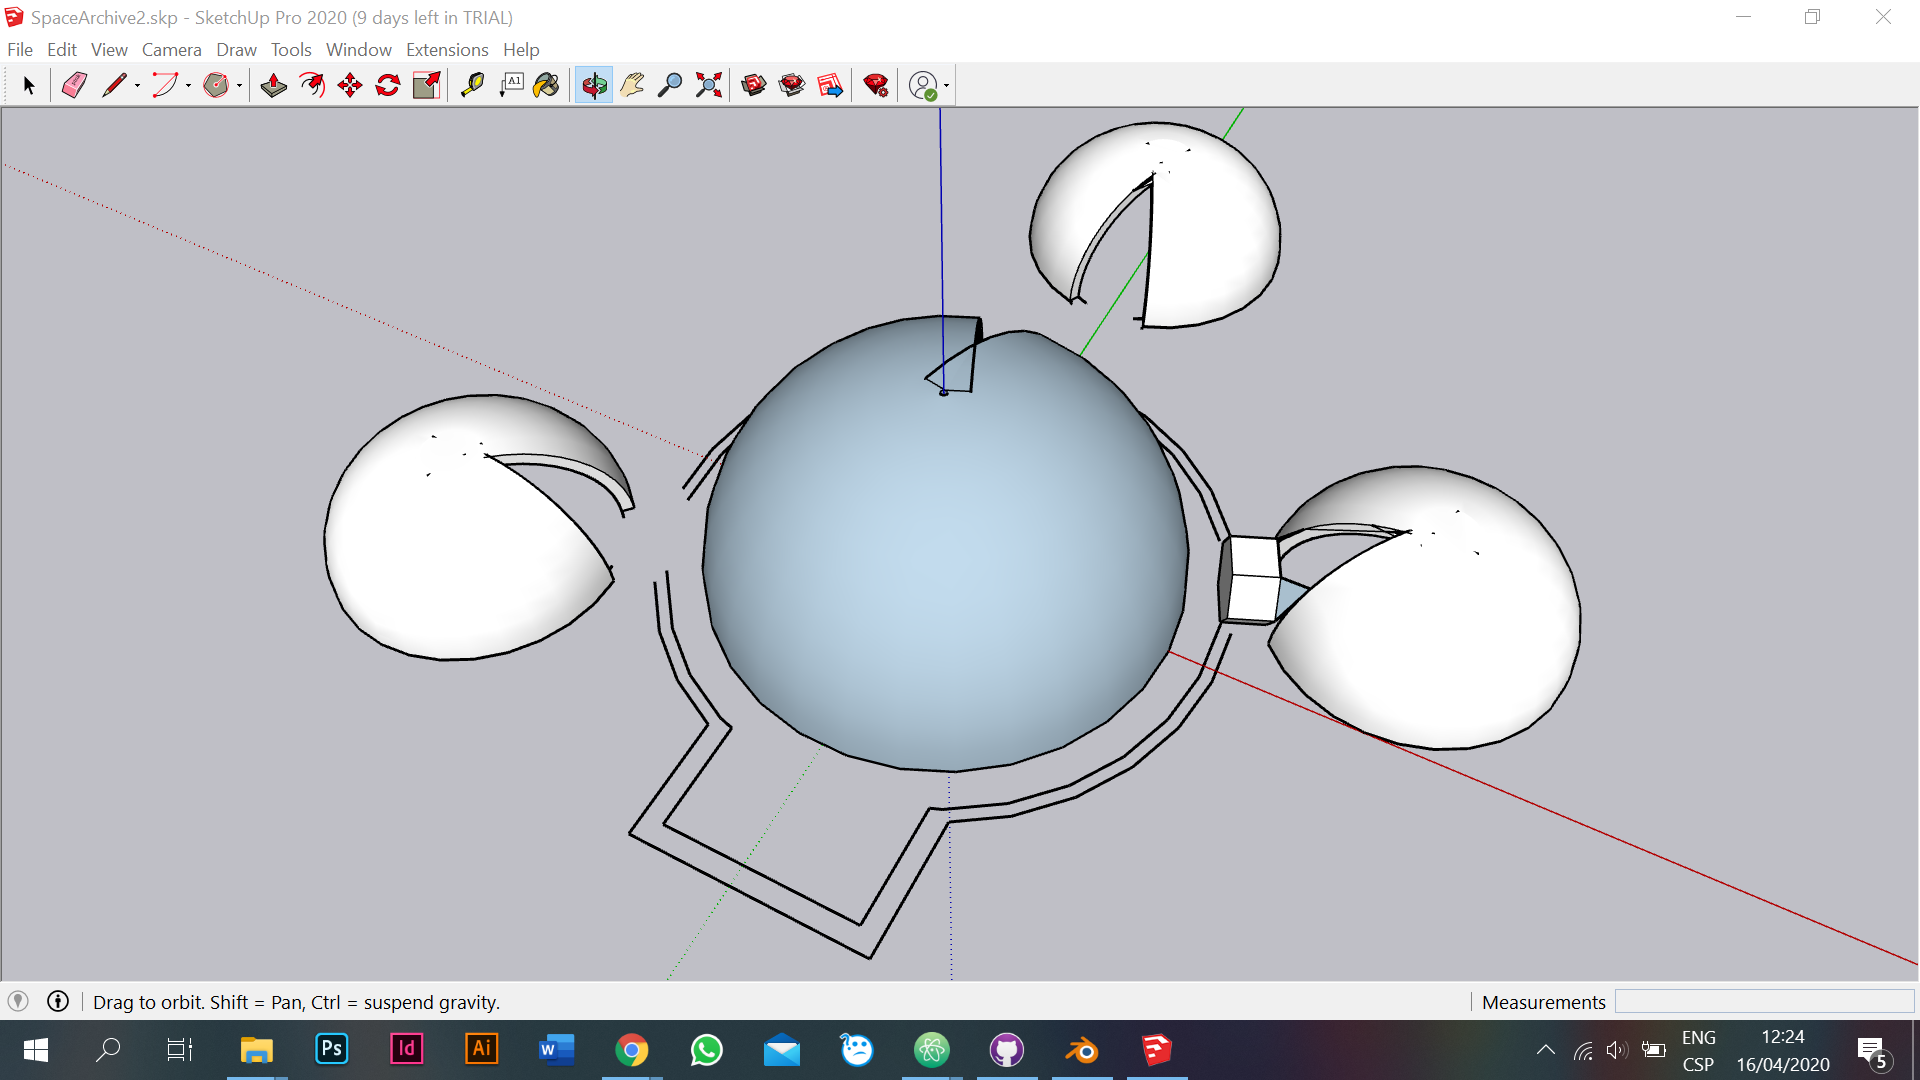 SpaceArchive2.skp - SketchUp Pro 2020 (9 days left in TRIAL)
File Edit View Camera Draw Tools Window Extensions Help
A1
Drag to orbit. Shift = Pan, Ctrl = suspend gravity.
Measurements
Ps
Id
Ai
W
ENG
CSP
12:24
16/04/2020
5